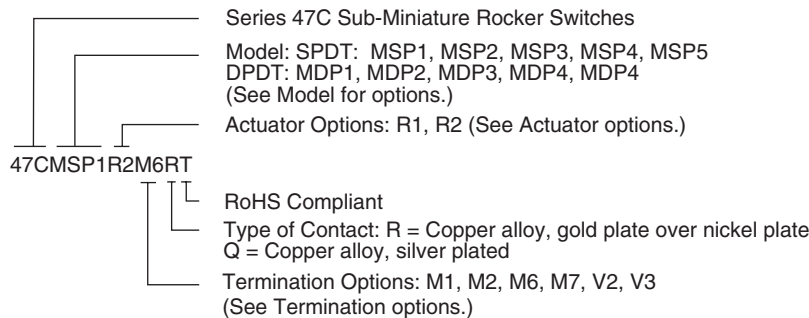 Series 47C Sub-Miniature Rocker Switches
Model: SPDT: MSP1, MSP2, MSP3, MSP4, MSP5
DPDT: MDP1, MDP2, MDP3, MDP4, MDP4
(See Model for options.)
Actuator Options: R1, R2 (See Actuator options.)
47CMSP1R2M6RT
RoHS Compliant
Type of Contact: R = Copper alloy, gold plate over nickel plate
Q = Copper alloy, silver plated
Termination Options: M1, M2, M6, M7, V2, V3
(See Termination options.)